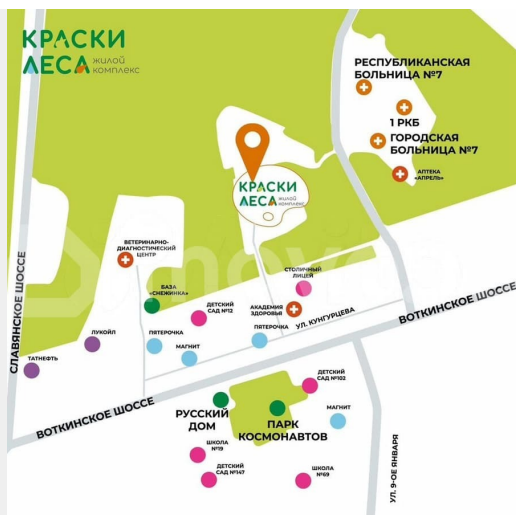 КРАСКИ
ЛЕСА жилой
комплекс
РЕСПУБЛИКАНСКАЯ
БОЛЬНИЦА №7
1 РКБ
ГОРОДСКАЯ
БОЛЬНИЦА №7
АПТЕКА
«АПРЕЛЬ»
КРАСКИ
ЛЕСА жилой
комплекс
ВЕТЕРИНАРНО-
ДИАГНОСТИЧЕСКИЙ
ЦЕНТР
СТОЛИЧНЫЙ
ЛИЦЕЙ
БАЗА
«СНЕЖИНКА»
ДЕТСКИЙ
САД №12
АКАДЕМИЯ
ЗДОРОВЬЯ
УЛ. КУНГУРЦЕВА
ВОТКИНСКОЕ ШОССЕ
СЛАВЯНСКОЕ ШОССЕ
ЛУКОЙЛ
ТАТНЕФТЬ
ПЯТЕРОЧКА
МАГНИТ
ПЯТЕРОЧКА
ВОТКИНСКОЕ ШОССЕ
ДЕТСКИЙ
САД №102
РУССКИЙ
ДОМ
ПАРК
КОСМОНАВТОВ
МАГНИТ
ШКОЛА
№19
ДЕТСКИЙ
САД №147
ШКОЛА
№69
УЛ. 9-ОЕ ЯНВАРЯ